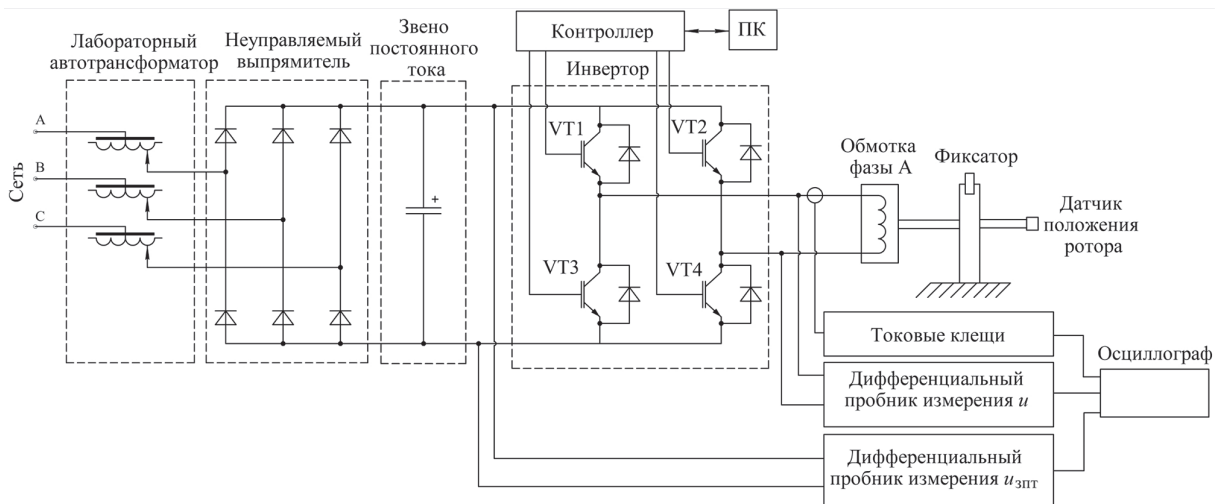 Лабораторный
автотрансформатор
Неуправляемый
выпрямитель
Звено
постоянного
тока
Контроллер
ПК
Инвертор
Сеть
A
B
C
+
VT1
VT2
VT3
VT4
Обмотка
фазы А
Фиксатор
Датчик
положения
ротора
Токовые клещи
Осциллограф
Дифференциальный
пробник измерения u
Дифференциальный
пробник измерения uзпт